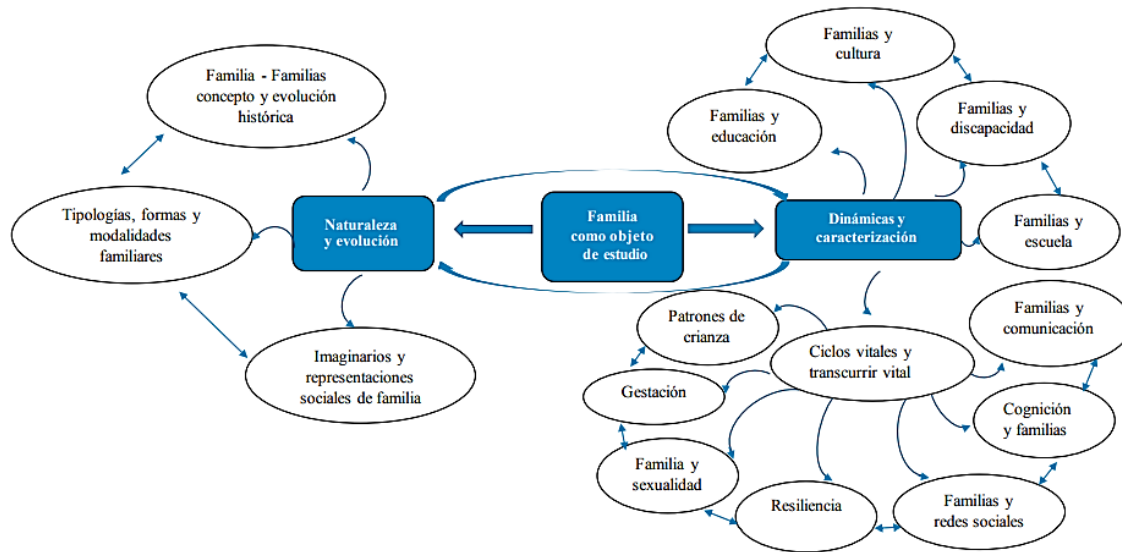 Familia - Familias
concepto y evolución
histórica
Tipologías, formas y
modalidades
familiares
Imaginarios y
representaciones
sociales de familia
Naturaleza
y evolución
Familia
como objeto
de estudio
Dinámicas y
caracterización
Familias y
cultura
Familias y
educación
Familias y
discapacidad
Familias y
escuela
Ciclos vitales y
transcurrir vital
Patrones de
crianza
Gestación
Familia y
sexualidad
Resiliencia
Familias y
redes sociales
Cognición
y familias
Familias y
comunicación